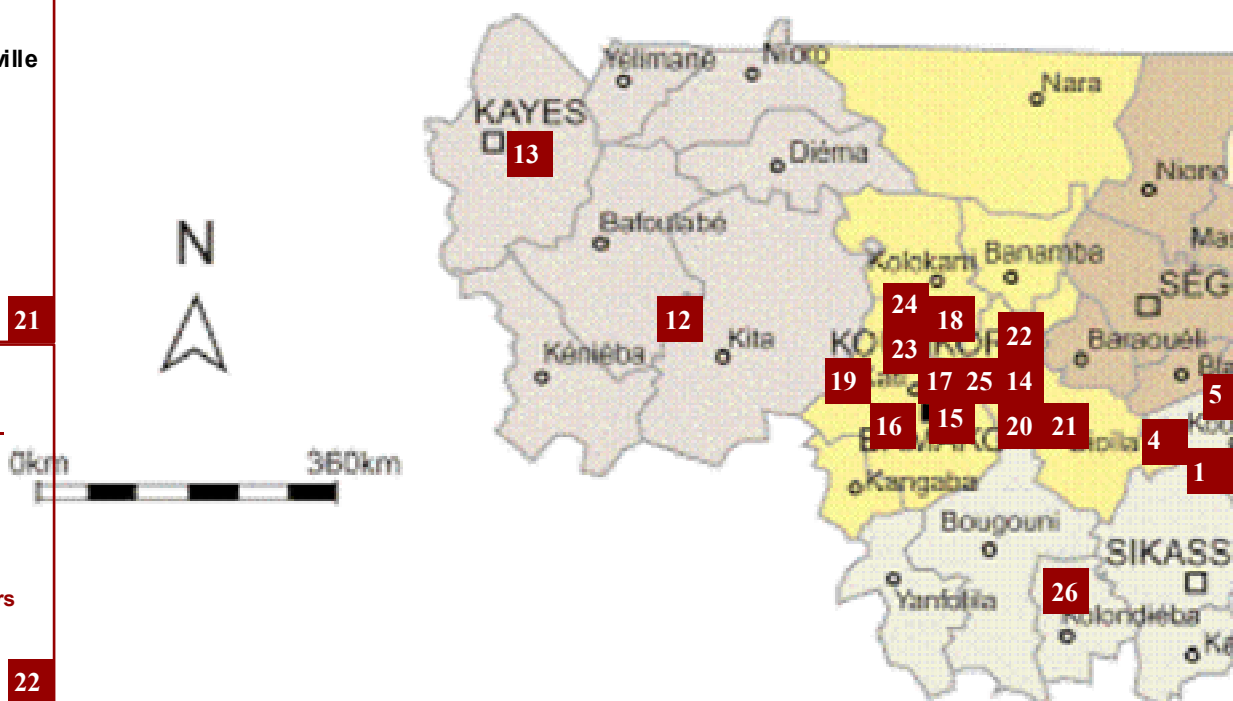 ville
21
rs
22
N
0km 360km
Yélimané
Nioro
Nara
KAYES
13
Diéma
Niono
Bafoulabé
Kolokani
Banamba
SÉG
24
18
22
12
Kita
23
Baraouéli
Kéniéba
19
17
25
14
5
16
15
20
21
4
1
Kangaba
Bougouni
SIKASS
Yanfolila
26
Kolondiéba